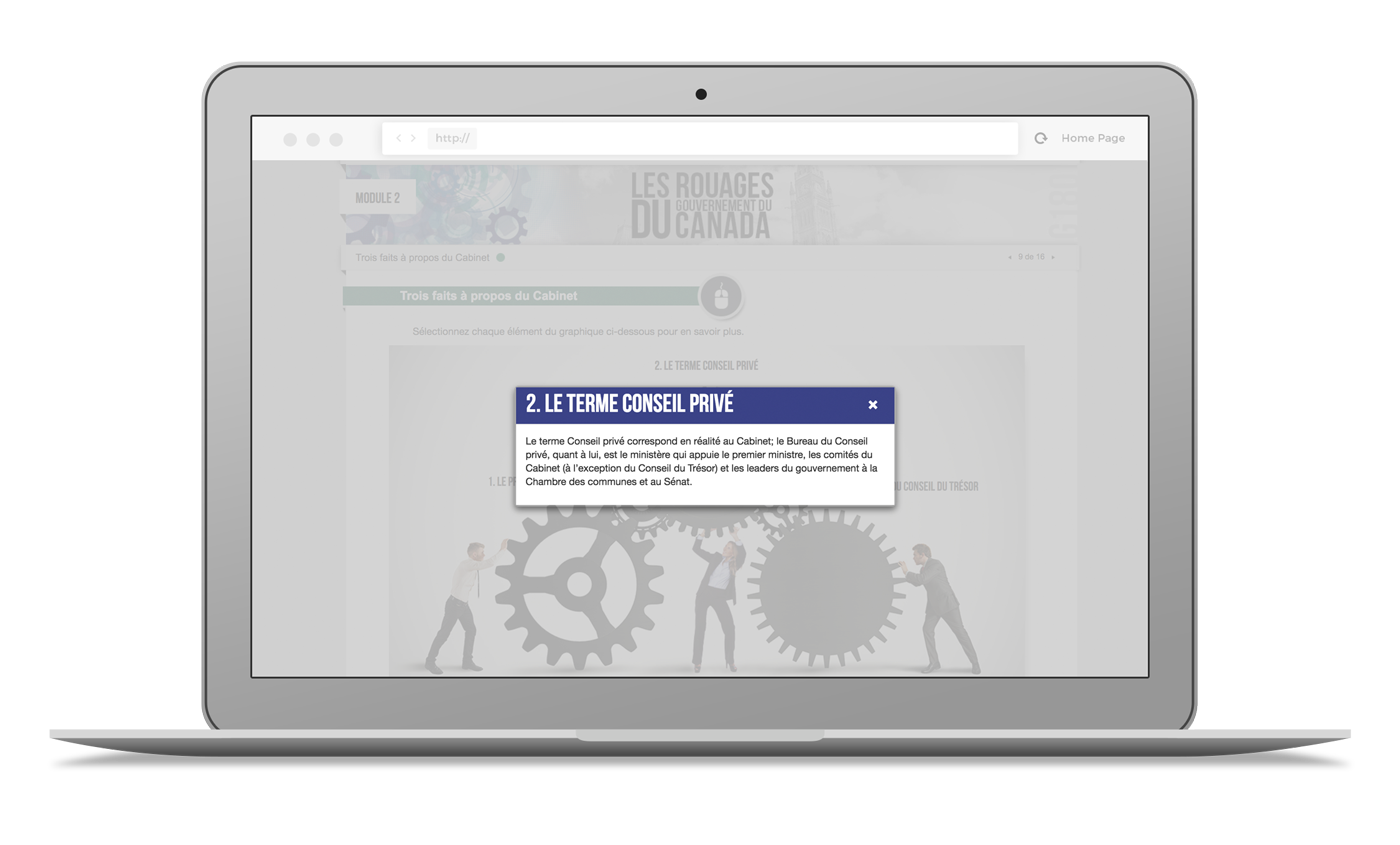 http://
Home Page
MODULE 2
LES ROUAGES
DU GOUVERNEMENT DU
CANADA
Trois faits à propos du Cabinet
9 de 16
Trois faits à propos du Cabinet
Sélectionnez chaque élément du graphique ci-dessous pour en savoir plus.
2. LE TERME CONSEIL PRIVÉ
2. LE TERME CONSEIL PRIVÉ
Le terme Conseil privé correspond en réalité au Cabinet; le Bureau du Conseil
privé, quant à lui, est le ministère qui appuie le premier ministre, les comités du
Cabinet (à l'exception du Conseil du Trésor) et les leaders du gouvernement à la
Chambre des communes et au Sénat.
1. LE
CONSEIL DU TRÉSOR